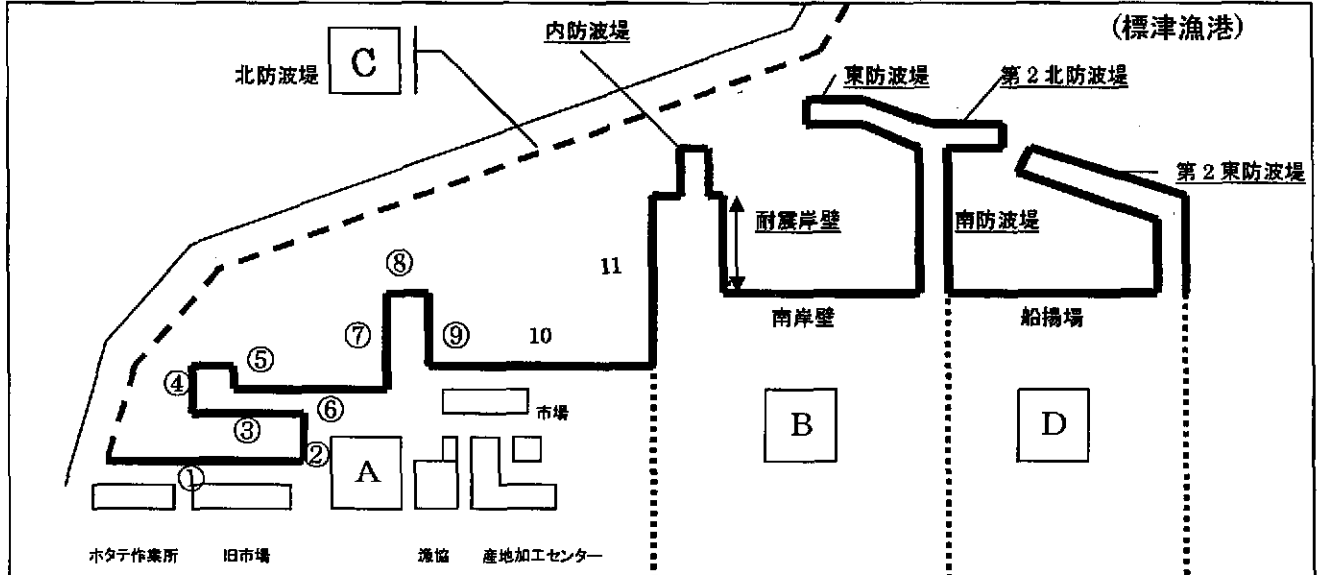 (標津漁港)
内防波堤
北防波堤
C
東防波堤
第2北防波堤
第2東防波堤
耐震岸壁
南防波堤
⑧
11
南岸壁
船揚場
⑦
⑨
10
⑤
④
⑥
市場
③
B
D
②
A
①
ホタテ作業所
旧市場
漁協
産地加工センター